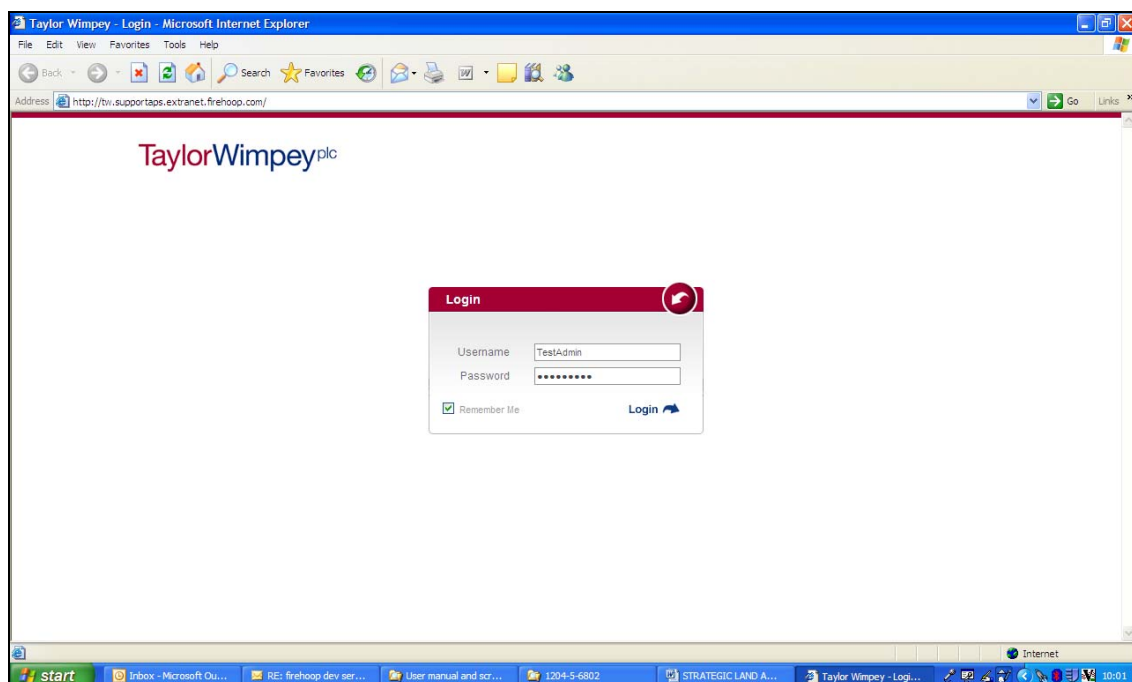 Taylor Wimpey - Login - Microsoft Internet Explorer
File Edit View Favorites Tools Help
Back Search Favorites
Address http://tw.supportaps.extranet.firehoop.com/ Go Links »
TaylorWimpeyplc
Login
Username TestAdmin
Password •••••••••
Remember Me Login
Internet
start Inbox - Microsoft Ou... RE: firehoop dev ser... User manual and scr... 1204-5-6802 STRATEGIC LAND A... Taylor Wimpey - Logi... 10:01